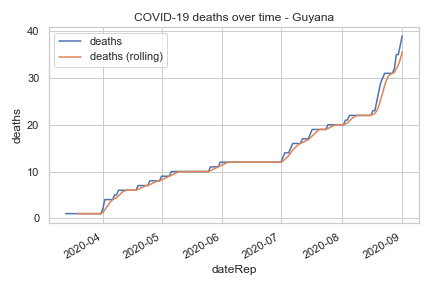 COVID-19 deaths over time - Guyana
deaths
deaths (rolling)
40
30
20
10
0
deaths
2020-04
2020-05
2020-06
2020-07
2020-08
2020-09
dateRep